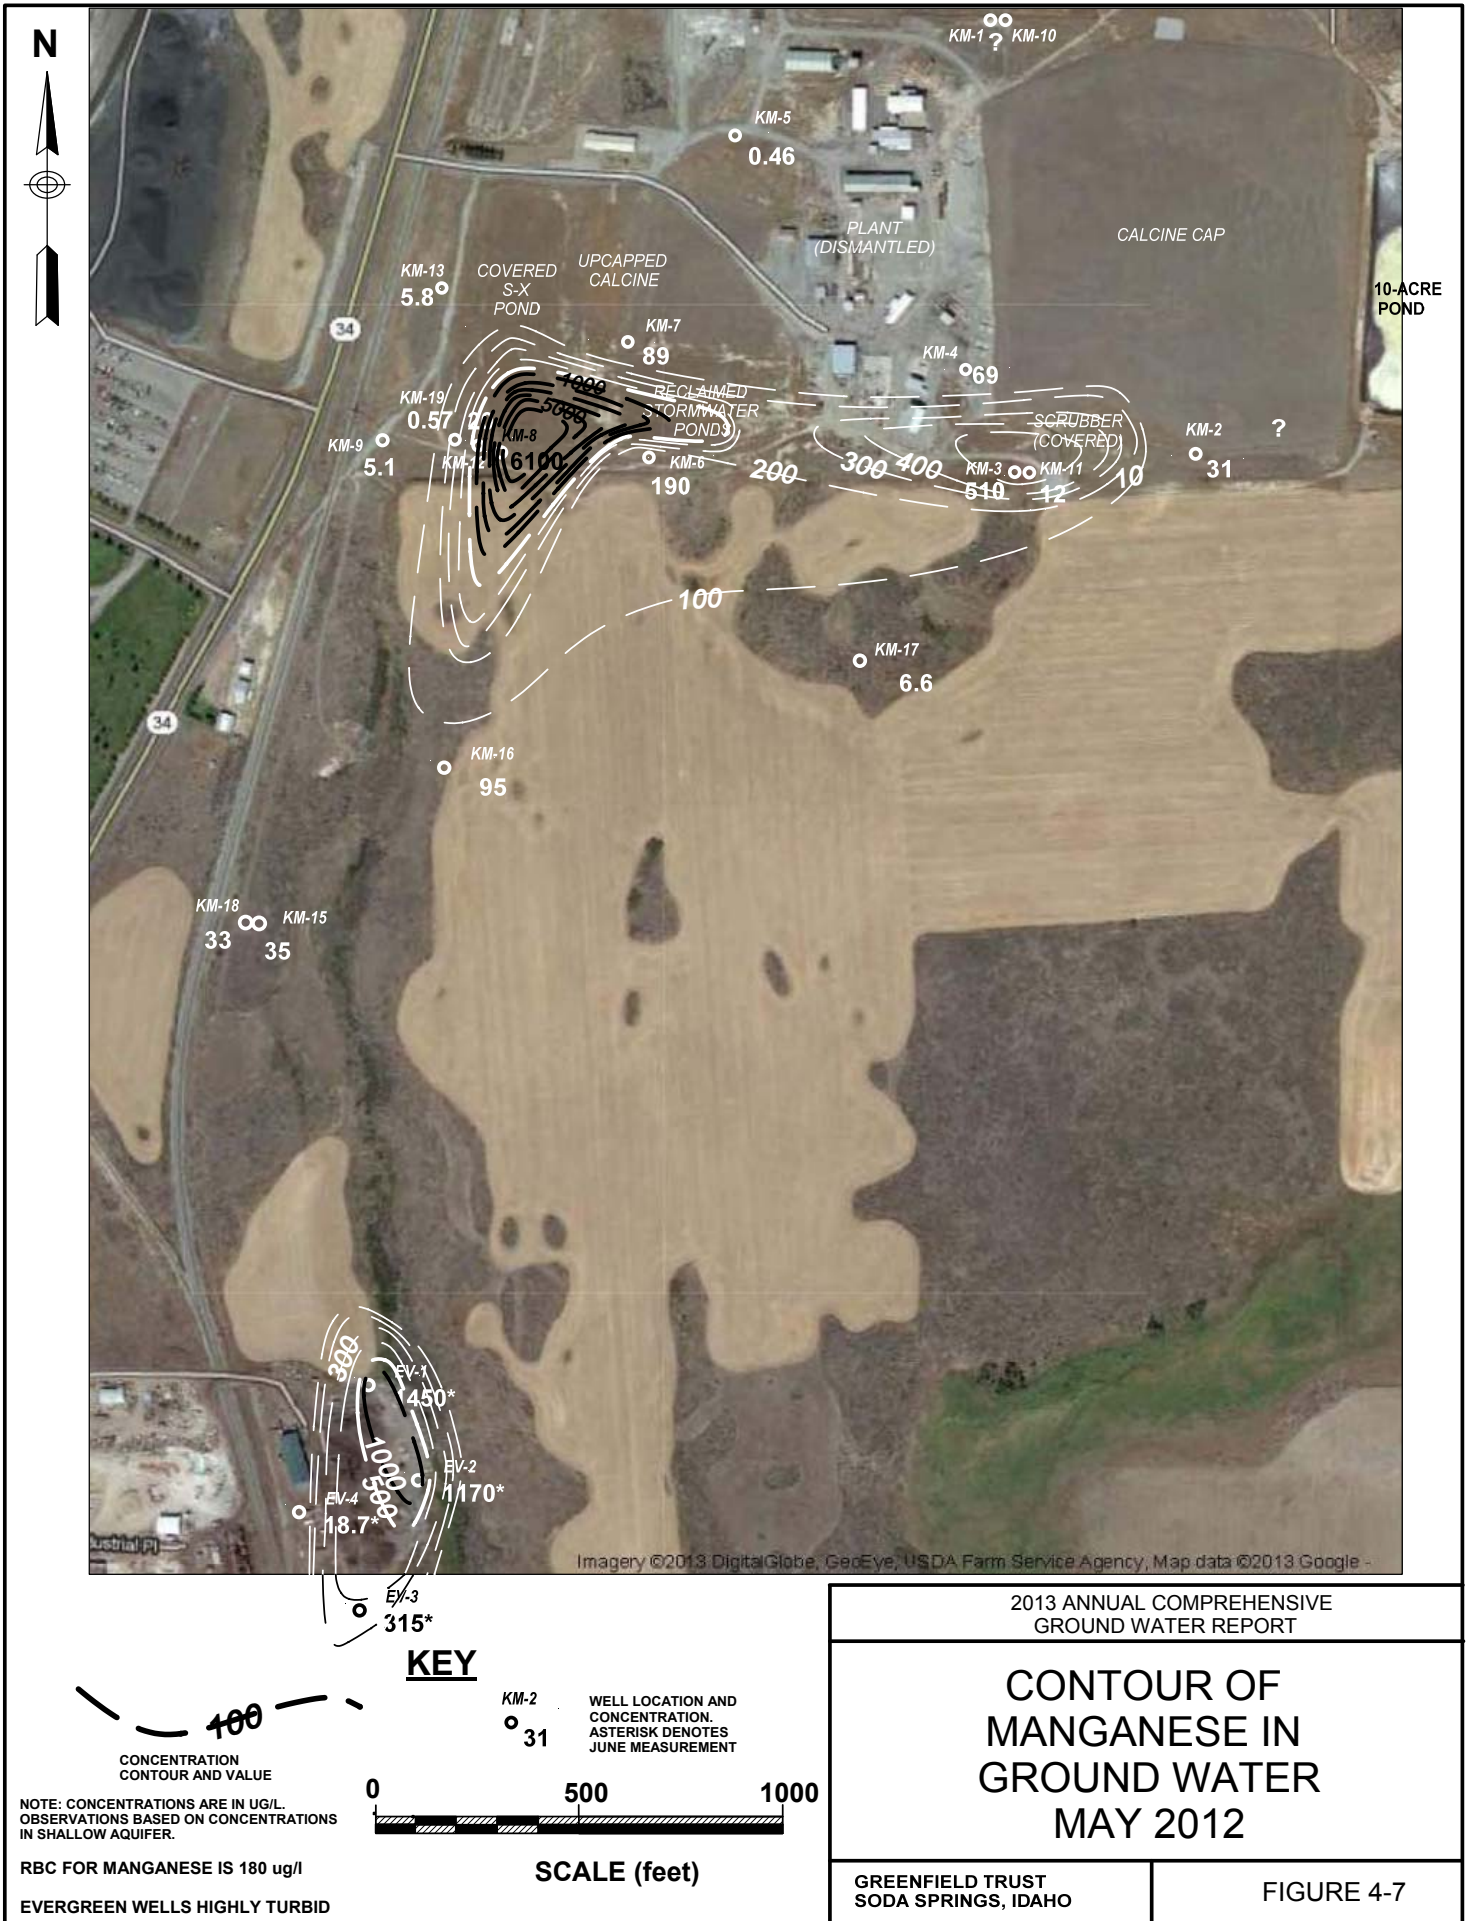 N
KM-1
KM-10
?
KM-5
0.46
PLANT
(DISMANTLED)
CALCINE CAP
10-ACRE
POND
KM-13
5.8
COVERED
S-X
POND
UPCAPPED
CALCINE
34
KM-7
89
KM-4
69
1000
5000
RECLAIMED
STORMWATER
PONDS
KM-19
0.57
KM-9
5.1
KM-8
6100
KM-6
190
200
300
400
SCRUBBER
(COVERED)
KM-3
510
KM-11
12
10
KM-2
31
?
100
KM-17
6.6
34
KM-16
95
KM-18
33
KM-15
35
300
EV-1
1450*
1000
500
EV-2
1170*
EV-4
18.7*
ustrial Pl
Imagery ©2013 DigitalGlobe, GeoEye, USDA Farm Service Agency, Map data ©2013 Google -
EV-3
315*
KEY
100
CONCENTRATION
CONTOUR AND VALUE
KM-2
31
WELL LOCATION AND
CONCENTRATION.
ASTERISK DENOTES
JUNE MEASUREMENT
NOTE: CONCENTRATIONS ARE IN UG/L.
OBSERVATIONS BASED ON CONCENTRATIONS
IN SHALLOW AQUIFER.
RBC FOR MANGANESE IS 180 ug/l
EVERGREEN WELLS HIGHLY TURBID
0 500 1000
SCALE (feet)
2013 ANNUAL COMPREHENSIVE
GROUND WATER REPORT
CONTOUR OF
MANGANESE IN
GROUND WATER
MAY 2012
GREENFIELD TRUST
SODA SPRINGS, IDAHO
FIGURE 4-7